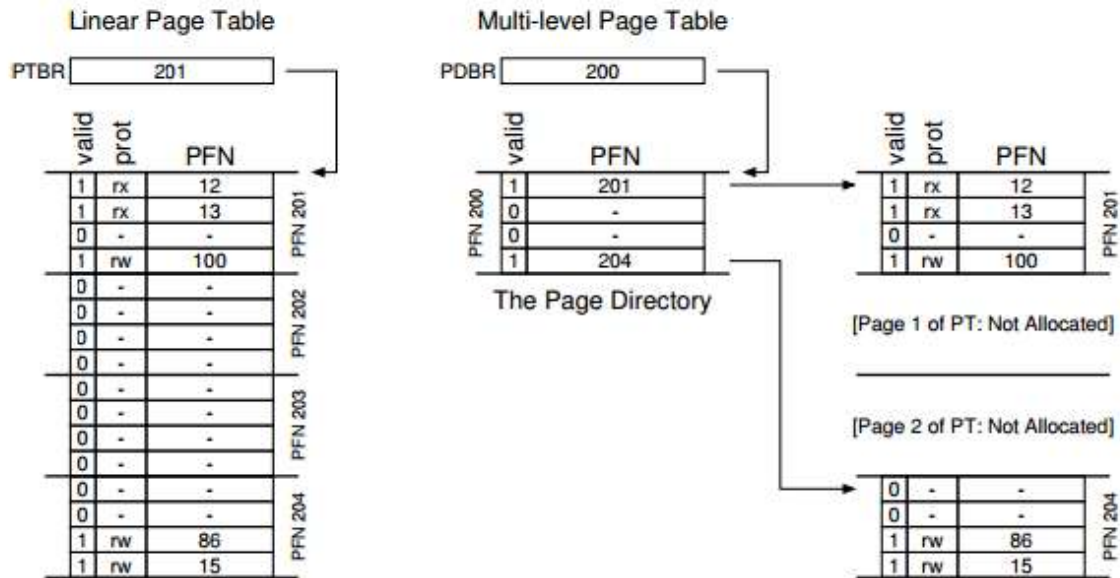 Linear Page Table
PTBR 201
valid prot PFN
1 rx 12
1 rx 13
0 - -
1 rw 100
PFN 201
0 - -
0 - -
0 - -
0 - -
PFN 202
0 - -
0 - -
0 - -
0 - -
PFN 203
0 - -
0 - -
1 rw 86
1 rw 15
PFN 204
Multi-level Page Table
PDBR 200
valid PFN
PFN 200
1 201
0 -
0 -
1 204
The Page Directory
valid prot PFN
1 rx 12
1 rx 13
0 - -
1 rw 100
PFN 201
[Page 1 of PT: Not Allocated]
[Page 2 of PT: Not Allocated]
0 - -
0 - -
1 rw 86
1 rw 15
PFN 204